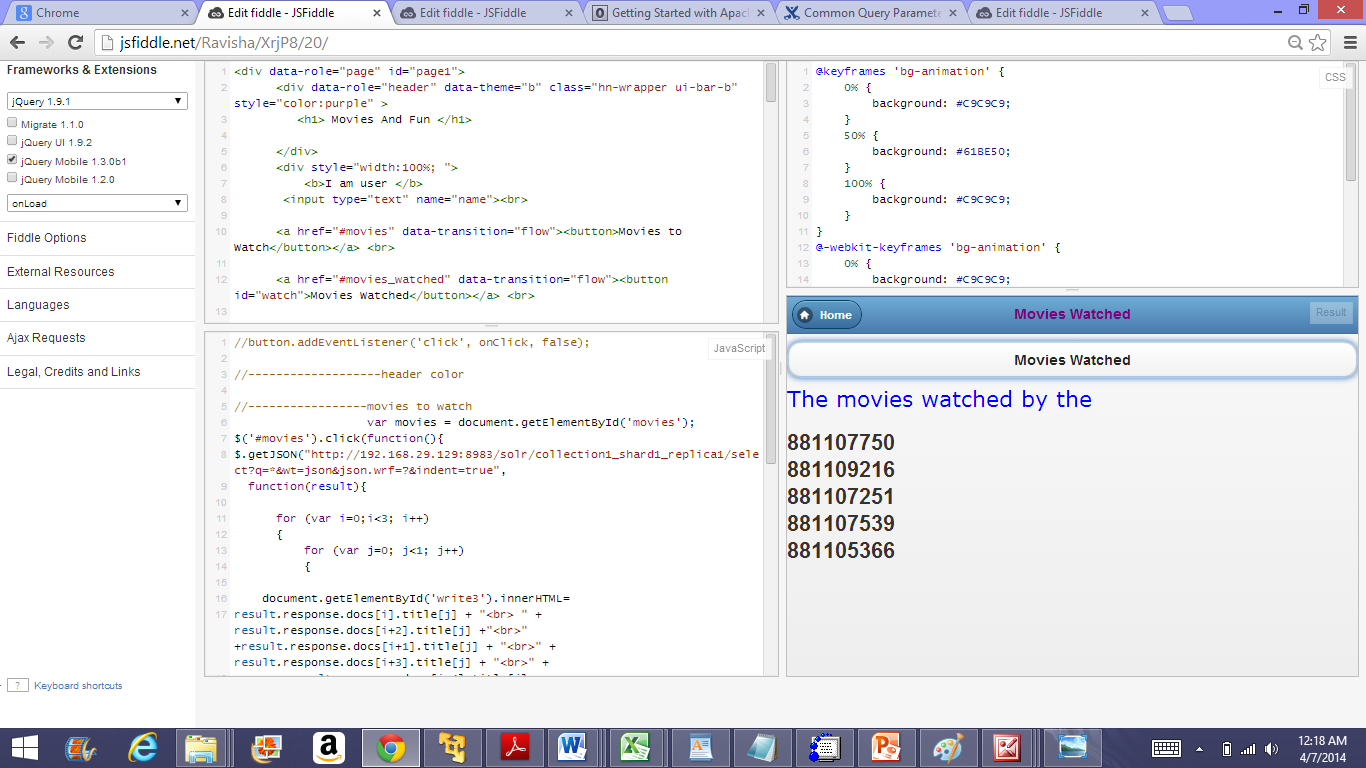 Chrome
Edit fiddle - JSFiddle
Edit fiddle - JSFiddle
Getting Started with Apac
Common Query Paramete
Edit fiddle - JSFiddle
jsfiddle.net/Ravisha/XrjP8/20/
Frameworks & Extensions
jQuery 1.9.1
Migrate 1.1.0
jQuery UI 1.9.2
jQuery Mobile 1.3.0b1
jQuery Mobile 1.2.0
onLoad
Fiddle Options
External Resources
Languages
Ajax Requests
Legal, Credits and Links
? Keyboard shortcuts
1 <div data-role="page" id="page1">
2 <div data-role="header" data-theme="b" class="hn-wrapper ui-bar-b"
style="color:purple" >
3 <h1> Movies And Fun </h1>
4
5 </div>
6 <div style="width:100%; ">
7 <b>I am user </b>
8 <input type="text" name="name"><br>
9
10 <a href="#movies" data-transition="flow"><button>Movies to
Watch</button></a> <br>
11
12 <a href="#movies_watched" data-transition="flow"><button
id="watch">Movies Watched</button></a> <br>
13
JavaScript
1 //button.addEventListener('click', onClick, false);
2
3 //-------------------header color
4
5 //-----------------movies to watch
6 var movies = document.getElementById('movies');
7 $('#movies').click(function(){
8 $.getJSON("http://192.168.29.129:8983/solr/collection1_shard1_replica1/sele
ct?q=*&wt=json&json.wrf=?&indent=true",
9 function(result){
10
11 for (var i=0;i<3; i++)
12 {
13 for (var j=0; j<1; j++)
14 {
15
16 document.getElementById('write3').innerHTML=
17 result.response.docs[i].title[j] + "<br> " +
result.response.docs[i+2].title[j] +"<br>"
+result.response.docs[i+1].title[j] + "<br>" +
result.response.docs[i+3].title[j] + "<br>" +
CSS
1 @keyframes 'bg-animation' {
2 0% {
3 background: #C9C9C9;
4 }
5 50% {
6 background: #61BE50;
7 }
8 100% {
9 background: #C9C9C9;
10 }
11 }
12 @-webkit-keyframes 'bg-animation' {
13 0% {
14 background: #C9C9C9;
Home
Movies Watched
Result
Movies Watched
The movies watched by the
881107750
881109216
881107251
881107539
881105366
12:18 AM
4/7/2014